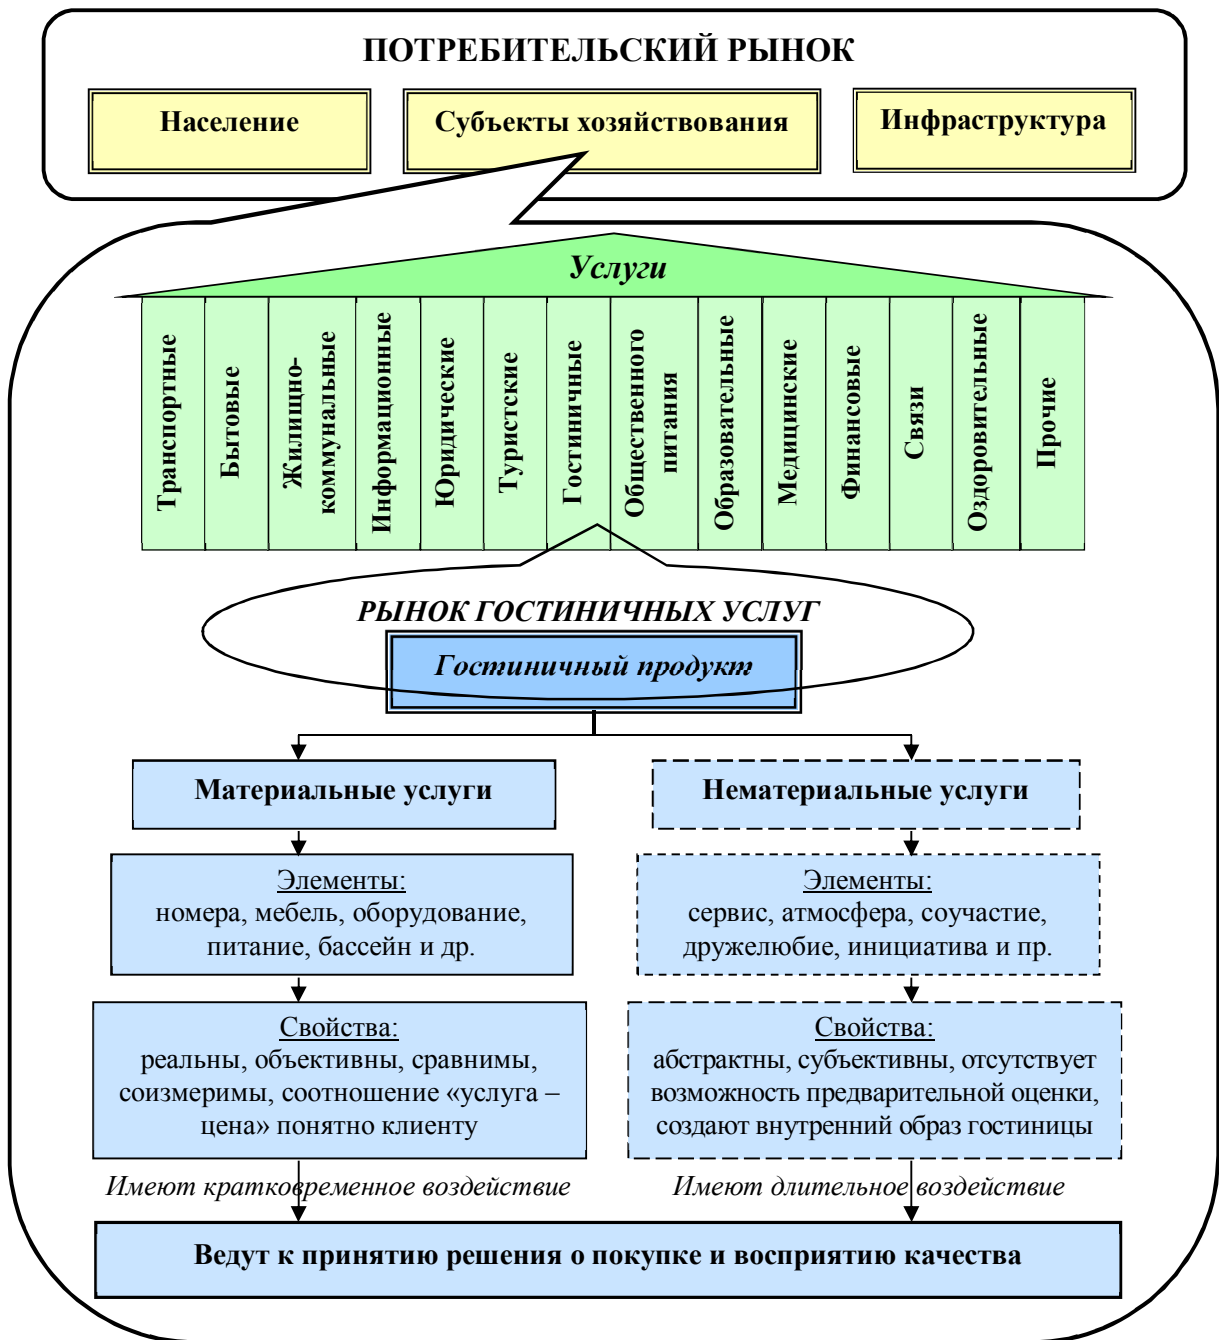 ПОТРЕБИТЕЛЬСКИЙ РЫНОК
Население
Субъекты хозяйствования
Инфраструктура
Услуги
Транспортные
Бытовые
Жилищно-
коммунальные
Информационные
Юридические
Туристские
Гостиничные
Общественного
питания
Образовательные
Медицинские
Финансовые
Связи
Оздоровительные
Прочие
РЫНОК ГОСТИНИЧНЫХ УСЛУГ
Гостиничный продукт
Материальные услуги
Элементы:
номера, мебель, оборудование,
питание, бассейн и др.
Свойства:
реальны, объективны, сравнимы,
соизмеримы, соотношение «услуга –
цена» понятно клиенту
Имеют кратковременное воздействие
Нематериальные услуги
Элементы:
сервис, атмосфера, соучастие,
дружелюбие, инициатива и пр.
Свойства:
абстрактны, субъективны, отсутствует
возможность предварительной оценки,
создают внутренний образ гостиницы
Имеют длительное воздействие
Ведут к принятию решения о покупке и восприятию качества